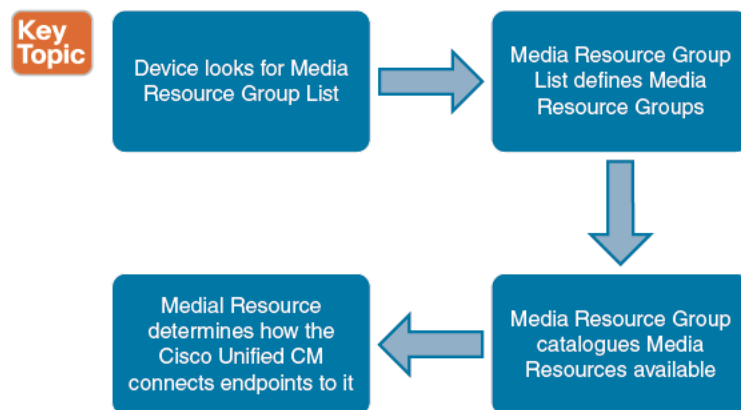 Key
Topic
Device looks for Media
Resource Group List
Media Resource Group
List defines Media
Resource Groups
Media Resource Group
catalogues Media
Resources available
Medial Resource
determines how the
Cisco Unified CM
connects endpoints to it